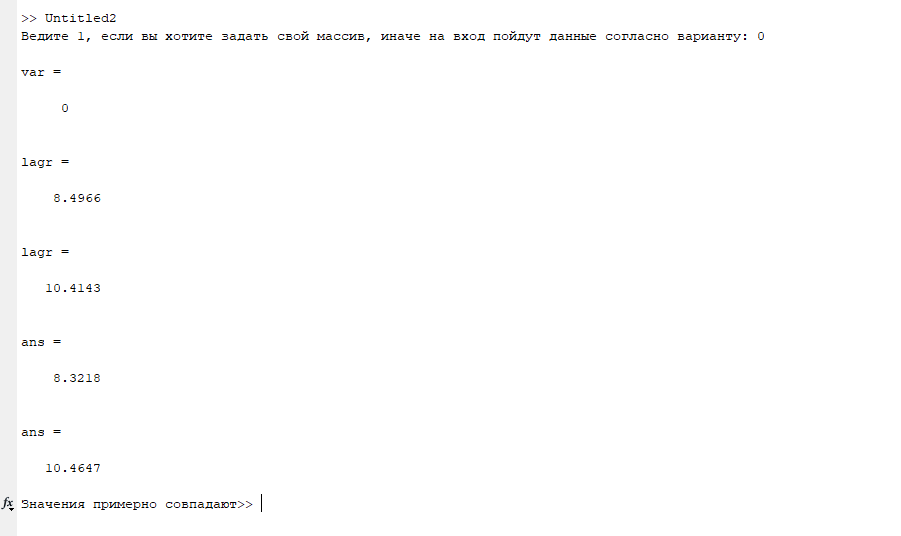 >> Untitled2
Ведите 1, если вы хотите задать свой массив, иначе на вход пойдут данные согласно варианту: 0
var =
0
lagr =
8.4966
lagr =
10.4143
ans =
8.3218
ans =
10.4647
fx Значения примерно совпадают>>